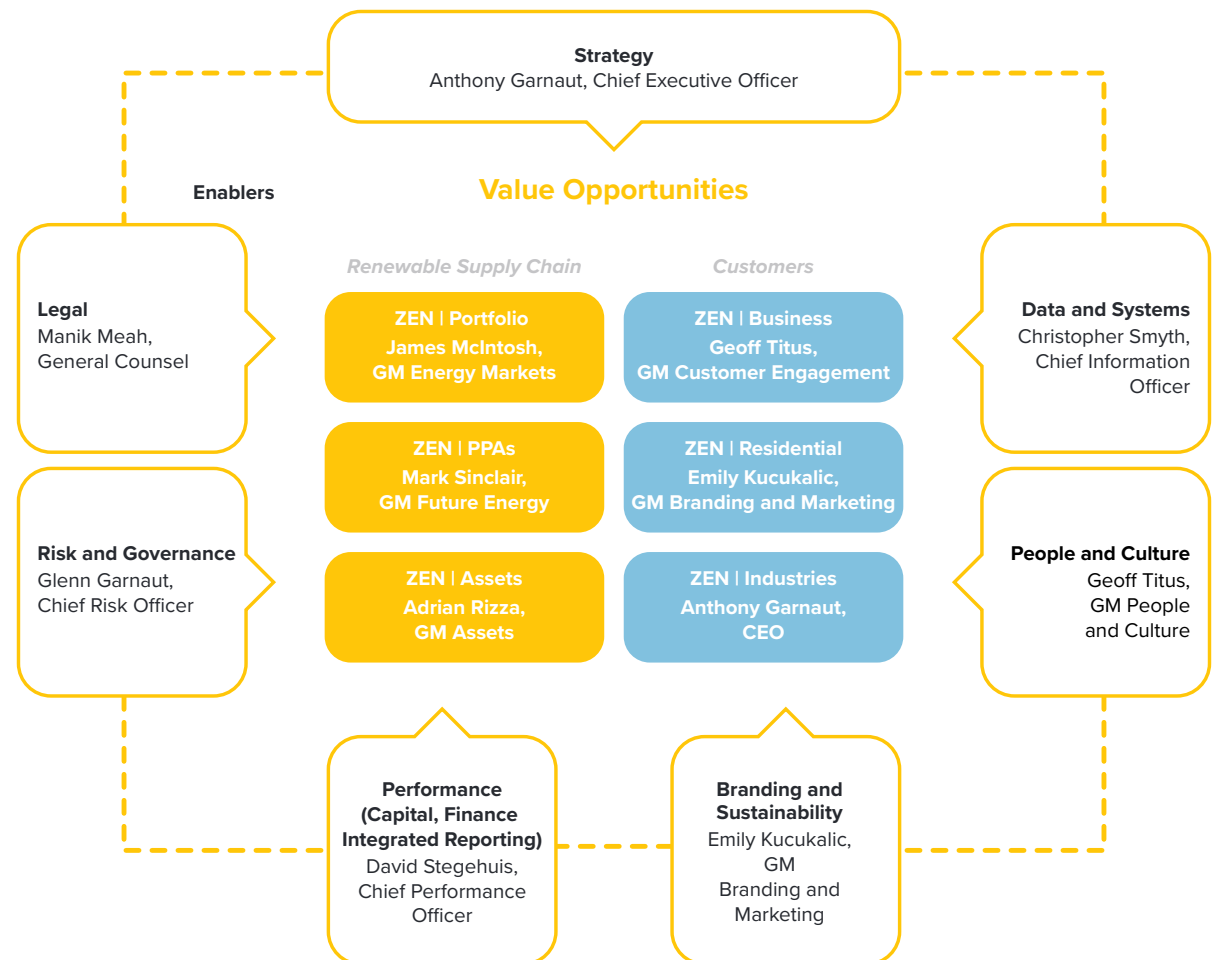 Strategy
Anthony Garnaut, Chief Executive Officer
Enablers
Value Opportunities
Legal
Manik Meah,
General Counsel
Risk and Governance
Glenn Garnaut,
Chief Risk Officer
Renewable Supply Chain
ZEN | Portfolio
James McIntosh,
GM Energy Markets
ZEN | PPAs
Mark Sinclair,
GM Future Energy
ZEN | Assets
Adrian Rizza,
GM Assets
Customers
ZEN | Business
Geoff Titus,
GM Customer Engagement
ZEN | Residential
Emily Kucukalic,
GM Branding and Marketing
ZEN | Industries
Anthony Garnaut,
CEO
Data and Systems
Christopher Smyth,
Chief Information
Officer
People and Culture
Geoff Titus,
GM People
and Culture
Performance
(Capital, Finance
Integrated Reporting)
David Stegehuis,
Chief Performance
Officer
Branding and
Sustainability
Emily Kucukalic,
GM
Branding and
Marketing